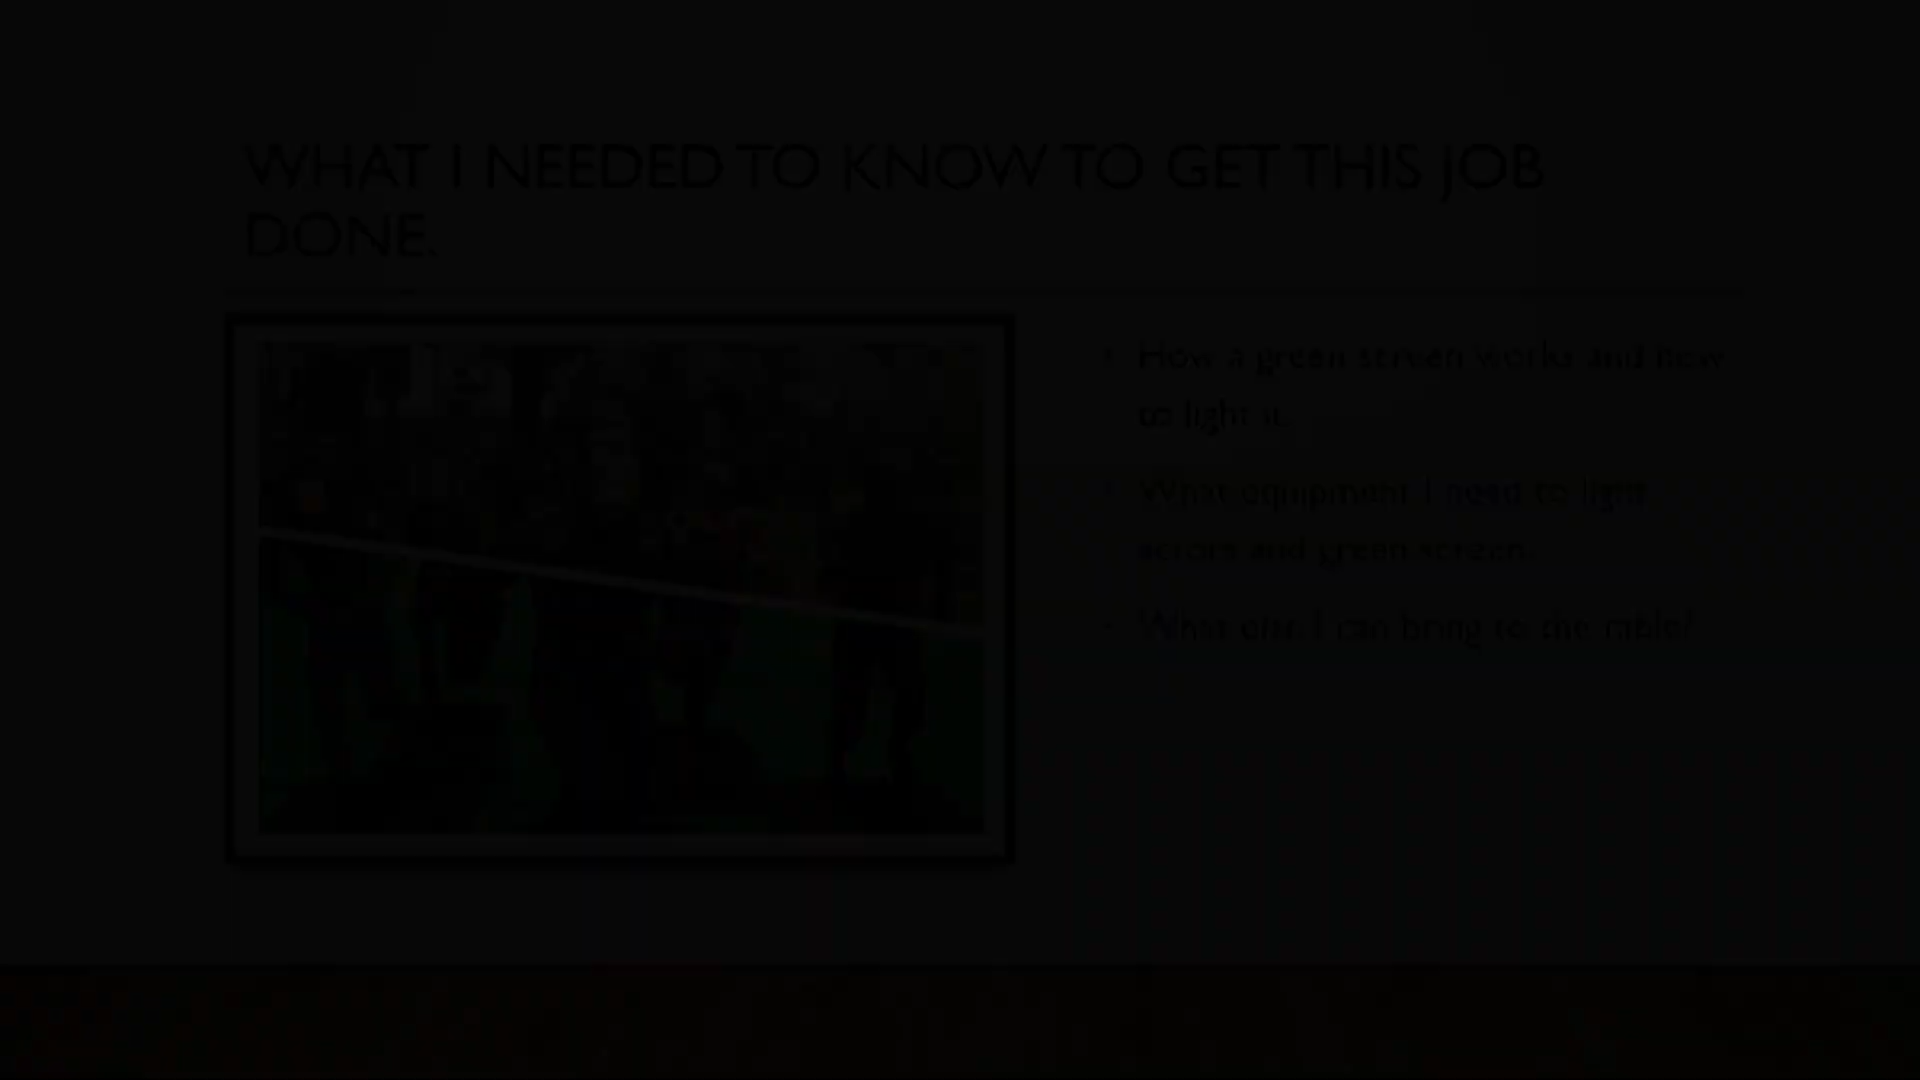 WHAT I NEEDED TO KNOW TO GET THIS JOB
DONE.
How a green screen works and how
to light it.
What equipment I need to light
actors and green screen.
What else I can bring to the table?